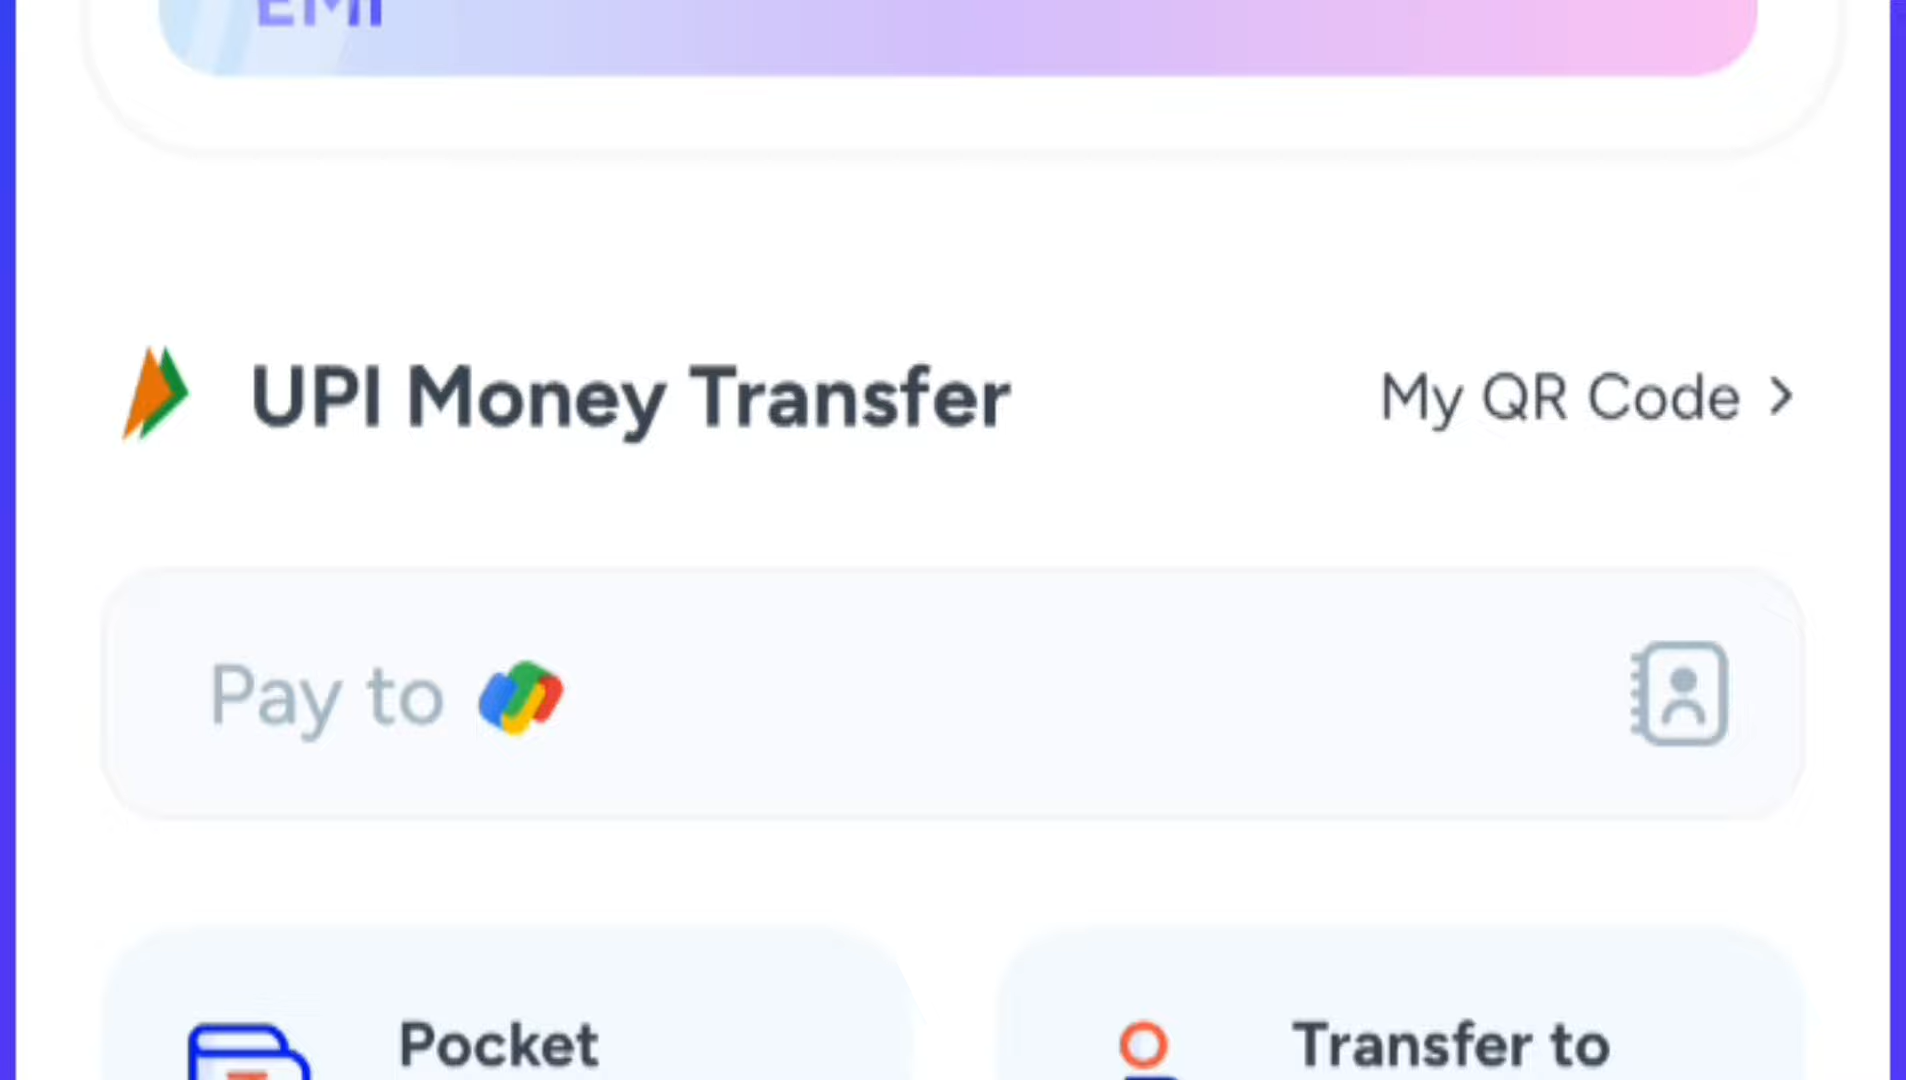 EMI
UPI Money Transfer
My QR Code >
Pay to
Pocket
Transfer to